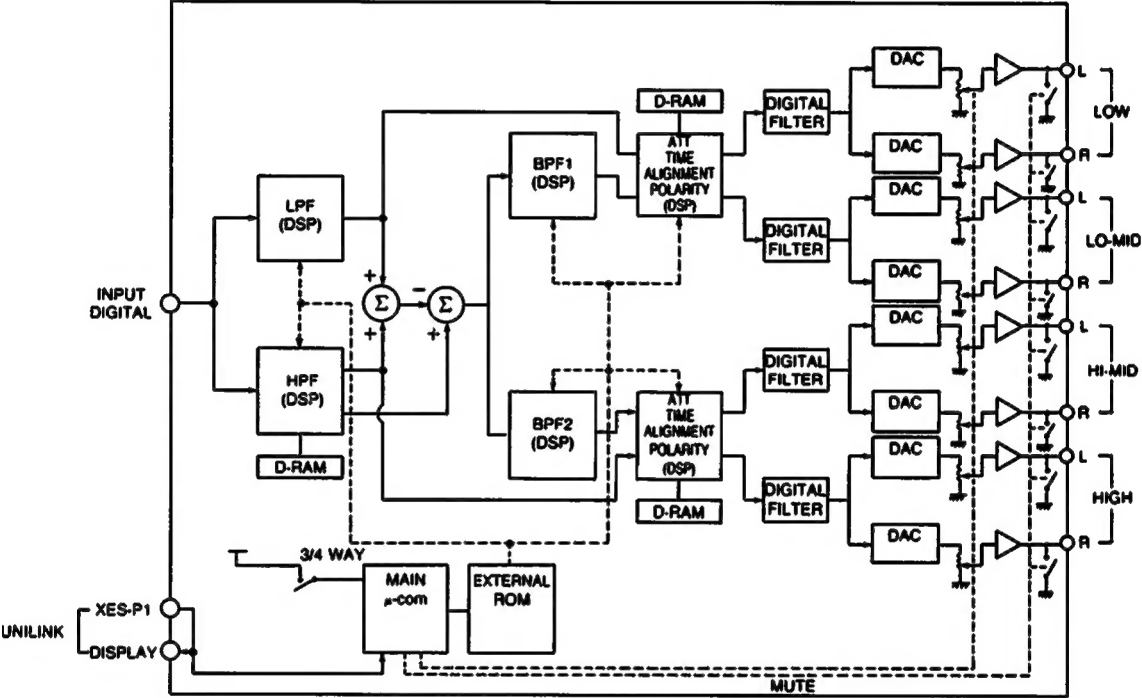 DAC
L
D-RAM
DIGITAL
FILTER
LOW
ATT
TIME
ALIGNMENT
POLARITY
(DSP)
DAC
R
BPF1
(DSP)
LPF
(DSP)
DAC
L
DIGITAL
FILTER
LO-MID
+
Σ
−
Σ
+
+
DAC
R
INPUT
DIGITAL
DAC
L
HPF
(DSP)
DIGITAL
FILTER
HI-MID
BPF2
(DSP)
ATT
TIME
ALIGNMENT
POLARITY
(DSP)
DAC
R
D-RAM
DAC
L
DIGITAL
FILTER
HIGH
D-RAM
DAC
R
3/4 WAY
MAIN
μ-com
EXTERNAL
ROM
UNILINK
XES-P1
DISPLAY
MUTE